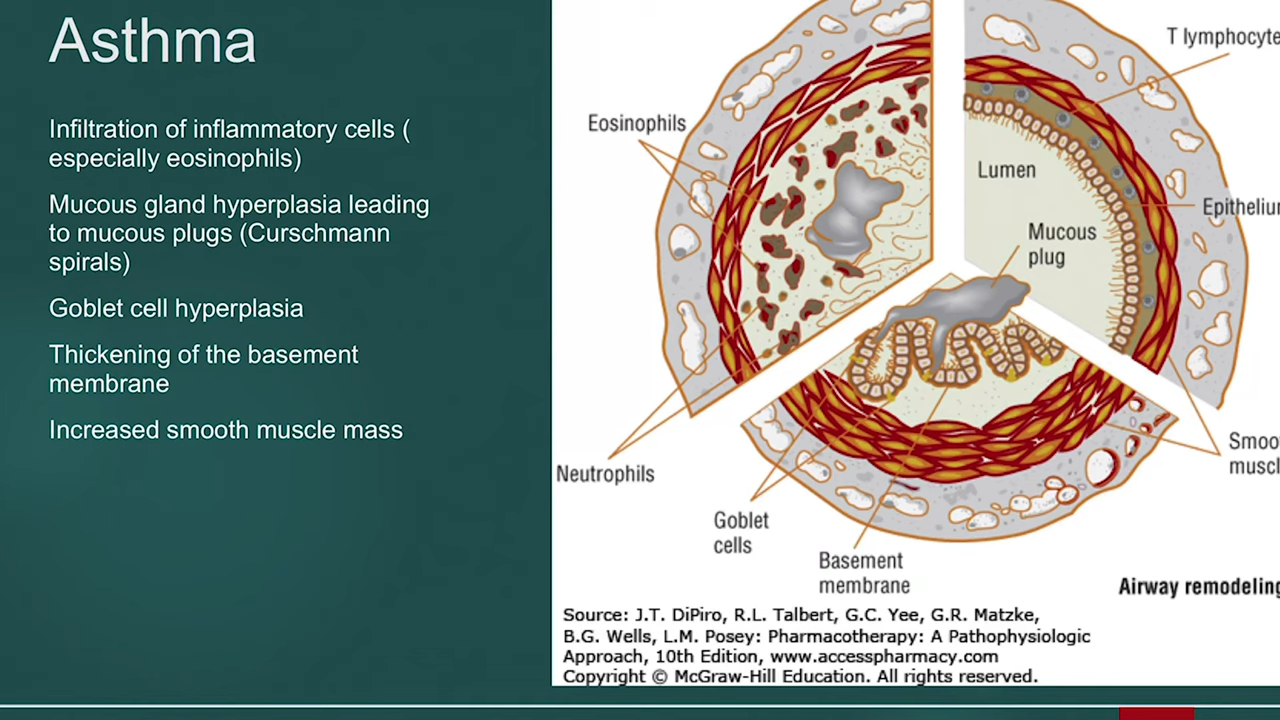 Asthma
Infiltration of inflammatory cells (
especially eosinophils)
Mucous gland hyperplasia leading
to mucous plugs (Curschmann
spirals)
Goblet cell hyperplasia
Thickening of the basement
membrane
Increased smooth muscle mass
T lymphocyte
Eosinophils
Lumen
Epitheliu
Mucous
plug
Neutrophils
Smoo
muscl
Goblet
cells
Basement
membrane
Airway remodeling
Source: J.T. DiPiro, R.L. Talbert, G.C. Yee, G.R. Matzke,
B.G. Wells, L.M. Posey: Pharmacotherapy: A Pathophysiologic
Approach, 10th Edition, www.accesspharmacy.com
Copyright © McGraw-Hill Education. All rights reserved.